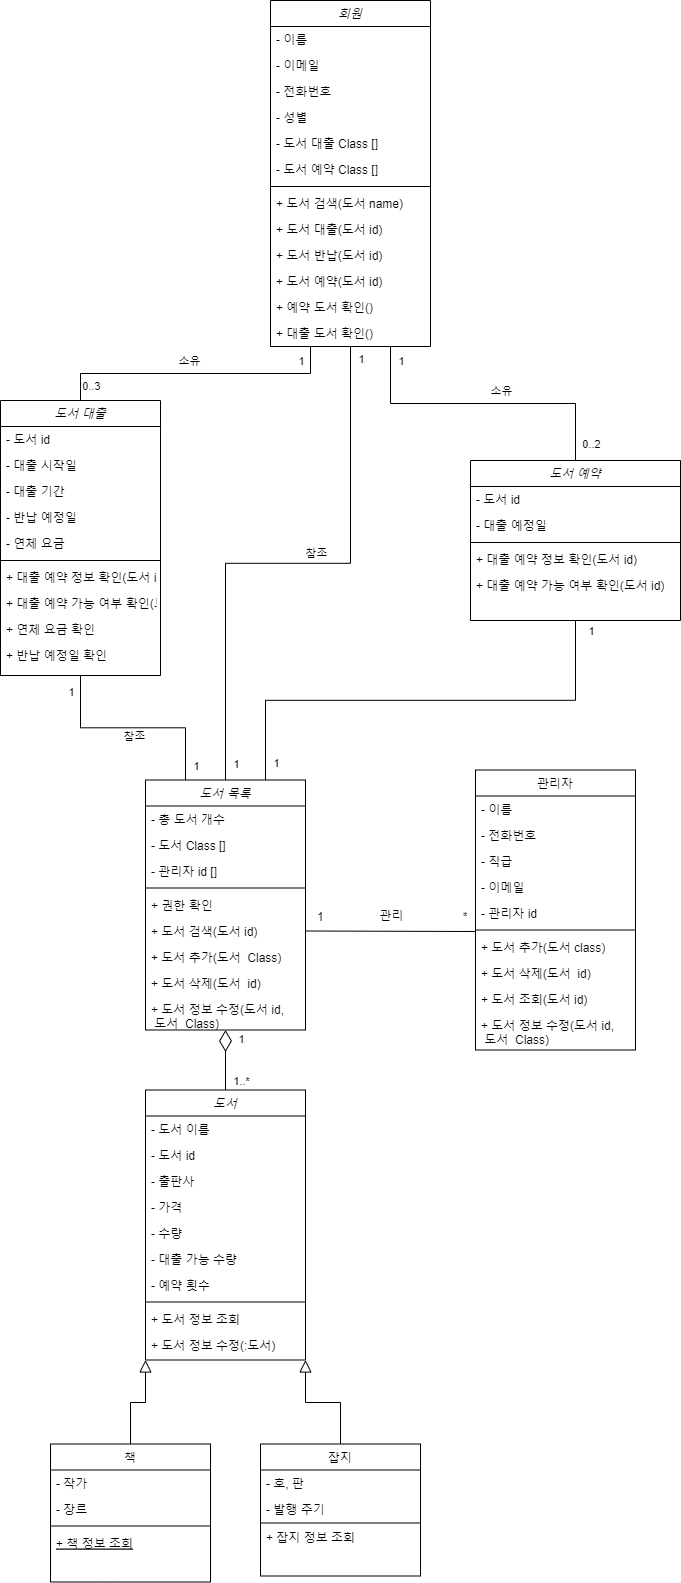 회원
- 이름
- 이메일
- 전화번호
- 성별
- 도서 대출 Class []
- 도서 예약 Class []
+ 도서 검색(도서 name)
+ 도서 대출(도서 id)
+ 도서 반납(도서 id)
+ 도서 예약(도서 id)
+ 예약 도서 확인()
+ 대출 도서 확인()
소유
1
1
1
0..3
소유
0..2
도서 대출
- 도서 id
- 대출 시작일
- 대출 기간
- 반납 예정일
- 연체 요금
+ 대출 예약 정보 확인(도서 i
+ 대출 예약 가능 여부 확인(
+ 연체 요금 확인
+ 반납 예정일 확인
참조
도서 예약
- 도서 id
- 대출 예정일
+ 대출 예약 정보 확인(도서 id)
+ 대출 예약 가능 여부 확인(도서 id)
1
1
참조
1
1
1
도서 목록
- 총 도서 개수
- 도서 Class []
- 관리자 id []
+ 권한 확인
+ 도서 검색(도서 id)
+ 도서 추가(도서  Class)
+ 도서 삭제(도서  id)
+ 도서 정보 수정(도서 id,
도서  Class)
1
관리
*
관리자
- 이름
- 전화번호
- 직급
- 이메일
- 관리자 id
+ 도서 추가(도서 class)
+ 도서 삭제(도서  id)
+ 도서 조회(도서 id)
+ 도서 정보 수정(도서 id,
도서  Class)
1
1..*
도서
- 도서 이름
- 도서 id
- 출판사
- 가격
- 수량
- 대출 가능 수량
- 예약 횟수
+ 도서 정보 조회
+ 도서 정보 수정(:도서)
책
- 작가
- 장르
+ 책 정보 조회
잡지
- 호, 판
- 발행 주기
+ 잡지 정보 조회